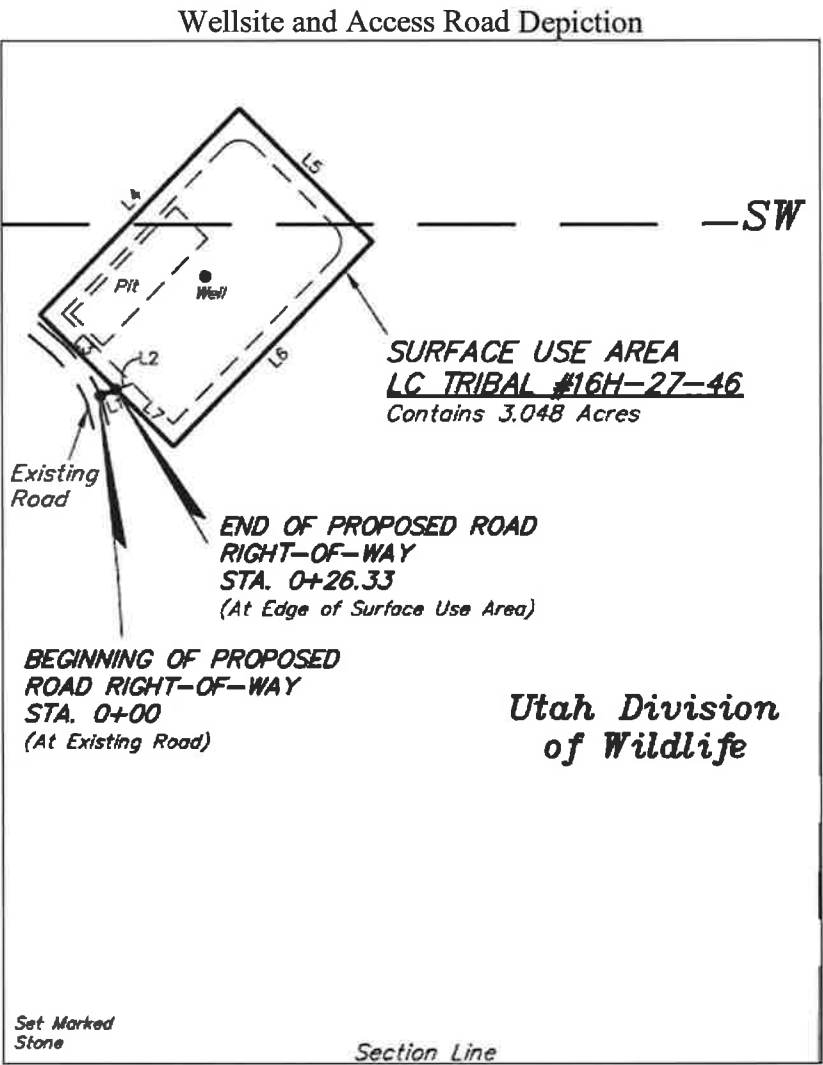 Wellsite and Access Road Depiction
L5
L4
SW
Pit
Well
L3
L2
L6
L1
L7
SURFACE USE AREA
LC TRIBAL #16H-27-46
Contains 3.048 Acres
Existing
Road
END OF PROPOSED ROAD
RIGHT-OF-WAY
STA. 0+26.33
(At Edge of Surface Use Area)
BEGINNING OF PROPOSED
ROAD RIGHT-OF-WAY
STA. 0+00
(At Existing Road)
Utah Division
of Wildlife
Set Marked
Stone
Section Line